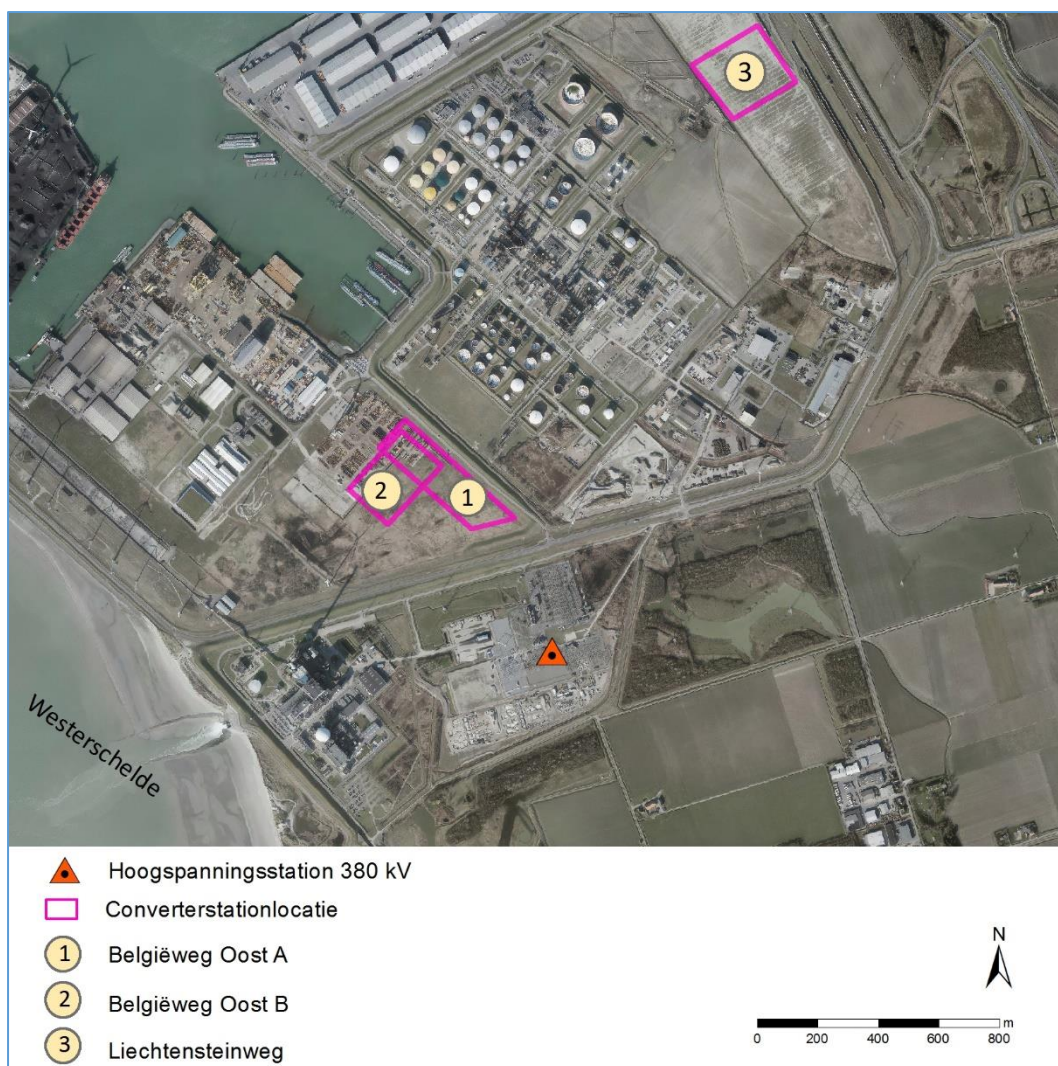 3
2
1
Westerschelde
Hoogspanningsstation 380 kV
Converterstationlocatie
1 Belgiëweg Oost A
2 Belgiëweg Oost B
3 Liechtensteinweg
N
m
0 200 400 600 800